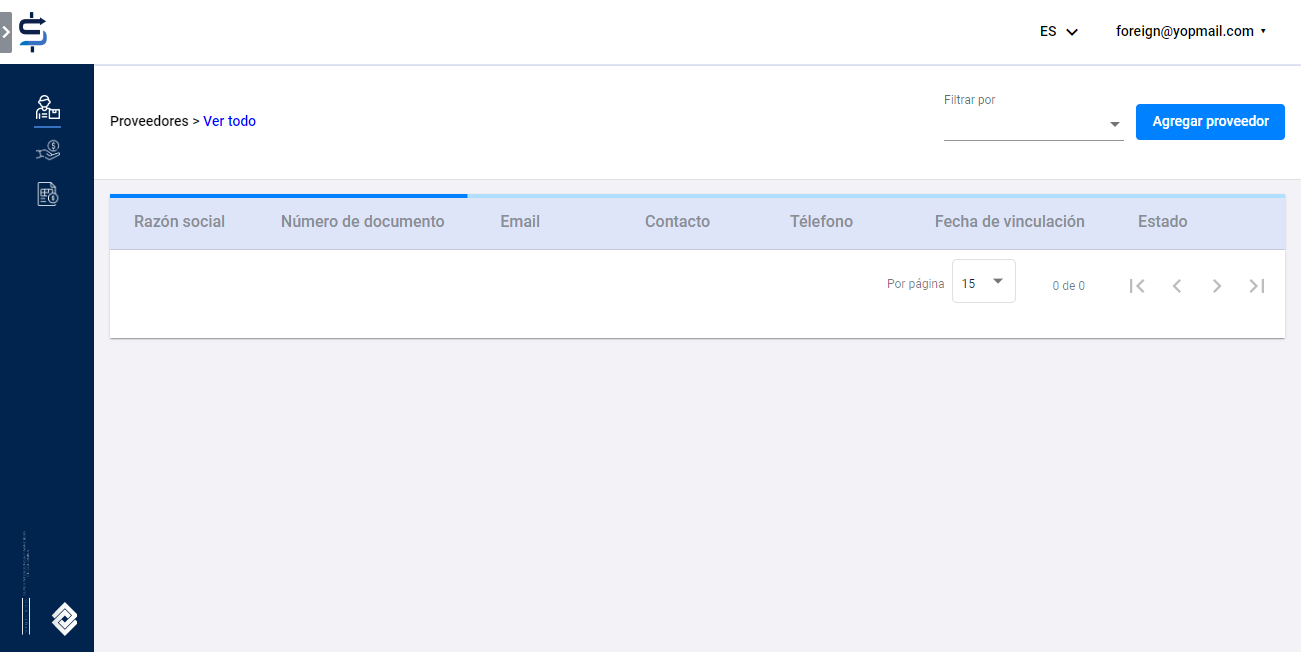 ES
foreign@yopmail.com
Filtrar por
Proveedores > Ver todo
Agregar proveedor
Razón social Número de documento Email Contacto Télefono Fecha de vinculación Estado
Por página 15 0 de 0